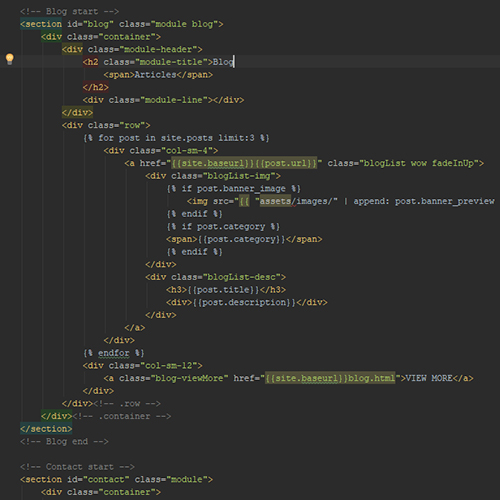 <!-- Blog start -->
<section id="blog" class="module blog">
<div class="container">
<div class="module-header">
<h2 class="module-title">Blog
<span>Articles</span>
</h2>
<div class="module-line"></div>
</div>
<div class="row">
{% for post in site.posts limit:3 %}
<div class="col-sm-4">
<a href="{{site.baseurl}}{{post.url}}" class="blogList wow fadeInUp">
<div class="blogList-img">
{% if post.banner_image %}
<img src="{{ "assets/images/" | append: post.banner_preview
{% endif %}
{% if post.category %}
<span>{{post.category}}</span>
{% endif %}
</div>
<div class="blogList-desc">
<h3>{{post.title}}</h3>
<div>{{post.description}}</div>
</div>
</a>
</div>
{% endfor %}
<div class="col-sm-12">
<a class="blog-viewMore" href="{{site.baseurl}}blog.html">VIEW MORE</a>
</div>
</div><!-- .row -->
</div><!-- .container -->
</section>
<!-- Blog end -->
<!-- Contact start -->
<section id="contact" class="module">
<div class="container">